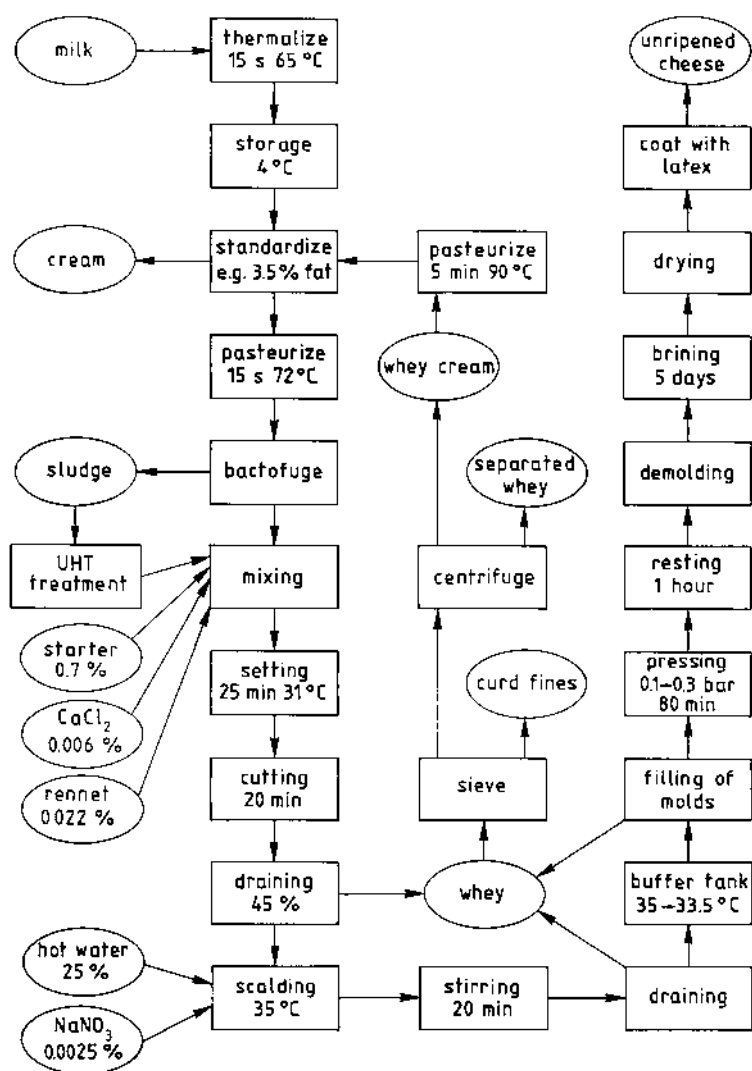 milk
thermalize
15 s 65 °C
unripened
cheese
storage
4 °C
coat with
latex
cream
standardize
e.g. 3.5 % fat
pasteurize
5 min 90 °C
drying
pasteurize
15 s 72 °C
whey cream
brining
5 days
sludge
bactofuge
separated
whey
demolding
UHT
treatment
mixing
centrifuge
resting
1 hour
starter
0.7 %
setting
25 min 31 °C
curd fines
pressing
0.1–0.3 bar
80 min
CaCl₂
0.006 %
rennet
0.022 %
cutting
20 min
sieve
filling of
molds
draining
45 %
whey
buffer tank
35–33.5 °C
hot water
25 %
scalding
35 °C
stirring
20 min
draining
NaNO₃
0.0025 %